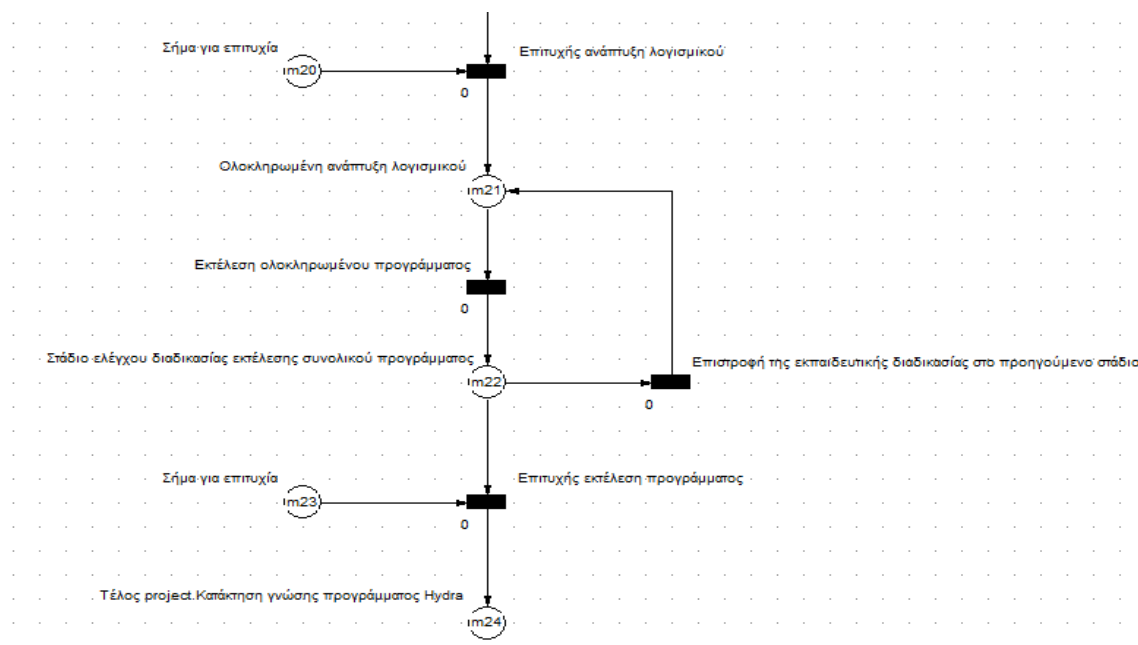 Σήμα για επιτυχία
Επιτυχής ανάπτυξη λογισμικού
m20
0
Ολοκληρωμένη ανάπτυξη λογισμικού
m21
Εκτέλεση ολοκληρωμένου προγράμματος
0
Στάδιο ελέγχου διαδικασίας εκτέλεσης συνολικού προγράμματος
Επιστροφή της εκπαιδευτικής διαδικασίας στο προηγούμενο στάδιο
m22
0
Σήμα για επιτυχία
Επιτυχής εκτέλεση προγράμματος
m23
0
Τέλος project.Κατάκτηση γνώσης προγράμματος Hydra
m24